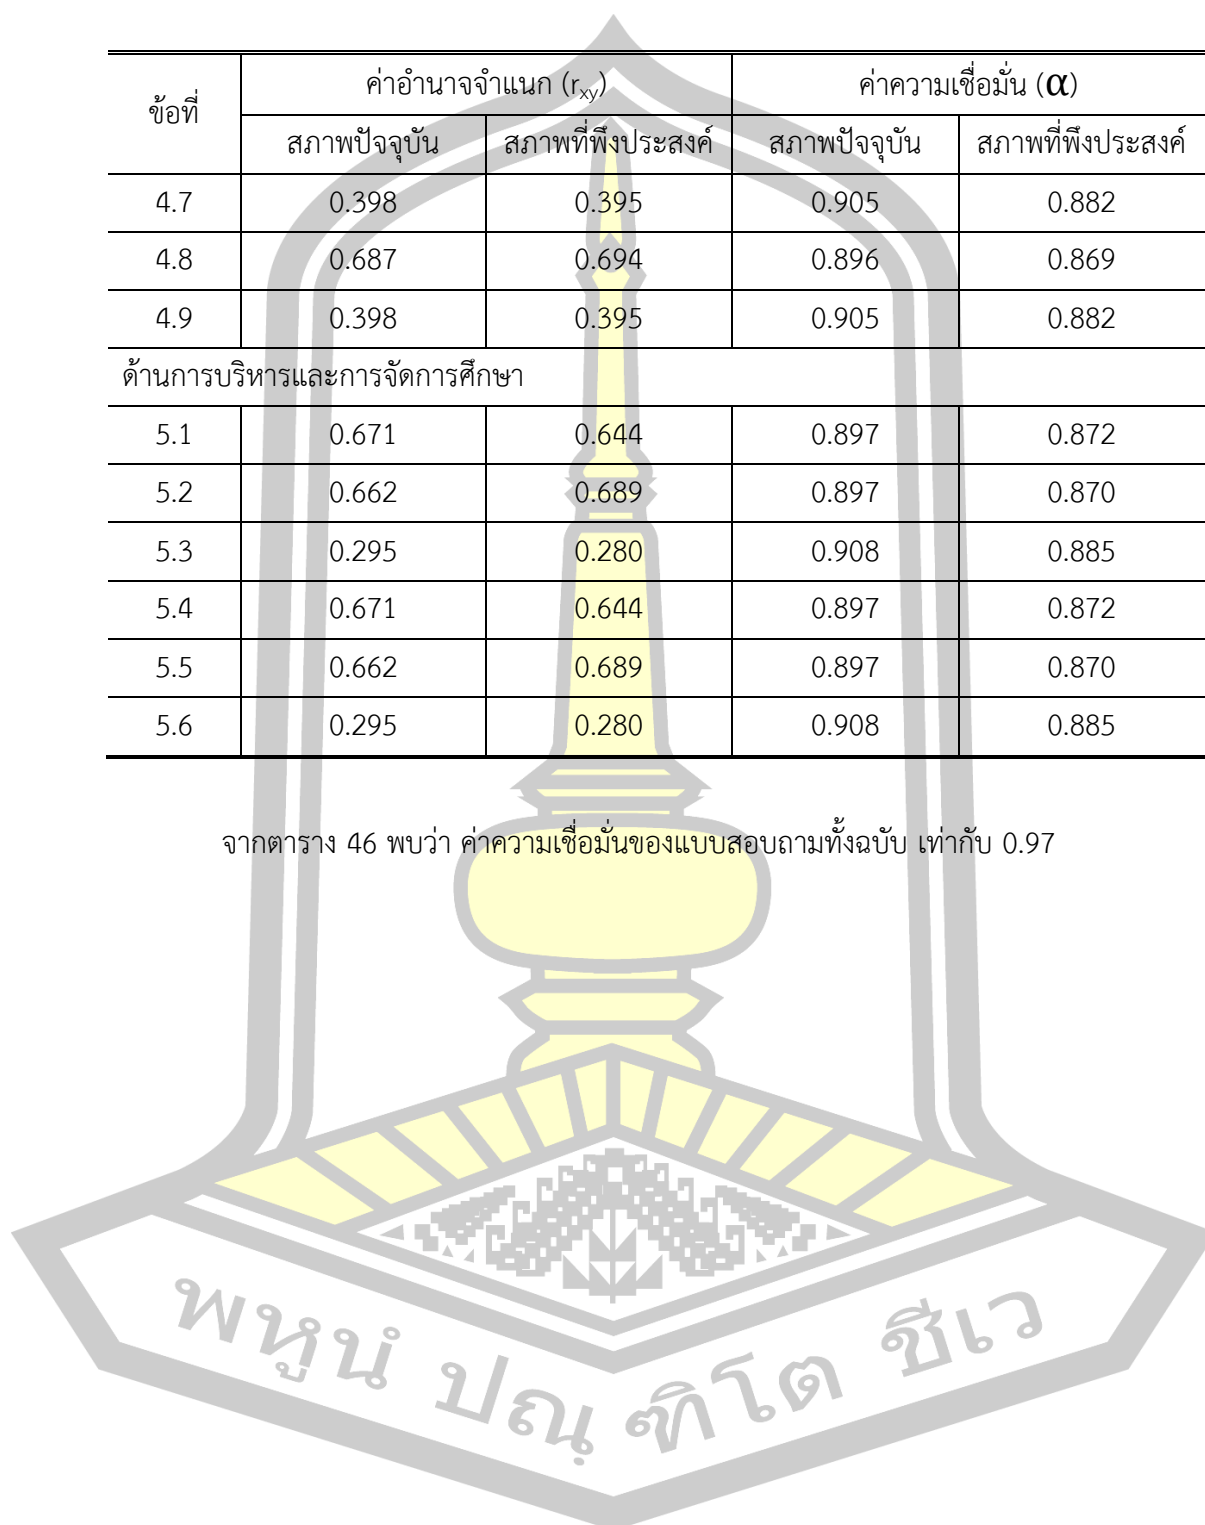 ข้อที่ ค่าอำนาจจำแนก (rxy) ค่าความเชื่อมั่น (α)
สภาพปัจจุบัน สภาพที่พึงประสงค์ สภาพปัจจุบัน สภาพที่พึงประสงค์
4.7 0.398 0.395 0.905 0.882
4.8 0.687 0.694 0.896 0.869
4.9 0.398 0.395 0.905 0.882
ด้านการบริหารและการจัดการศึกษา
5.1 0.671 0.644 0.897 0.872
5.2 0.662 0.689 0.897 0.870
5.3 0.295 0.280 0.908 0.885
5.4 0.671 0.644 0.897 0.872
5.5 0.662 0.689 0.897 0.870
5.6 0.295 0.280 0.908 0.885
จากตาราง 46 พบว่า ค่าความเชื่อมั่นของแบบสอบถามทั้งฉบับ เท่ากับ 0.97
พหูนํ ปณฺ ฑิโต ชีเว